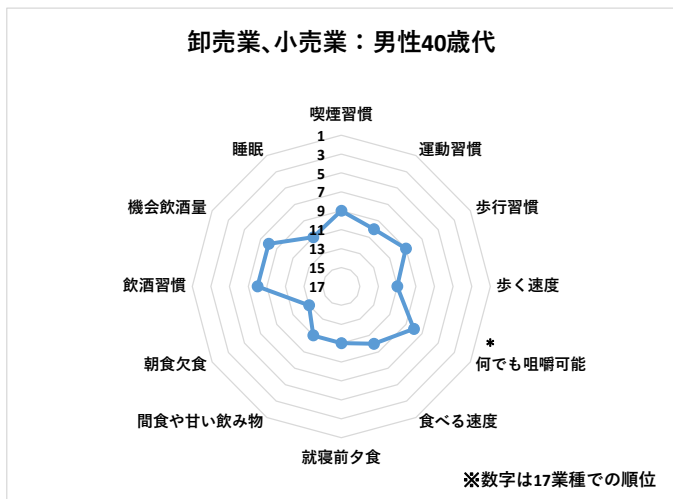 卸売業、小売業：男性40歳代
喫煙習慣
運動習慣
歩行習慣
歩く速度
*
何でも咀嚼可能
食べる速度
就寝前夕食
間食や甘い飲み物
朝食欠食
飲酒習慣
機会飲酒量
睡眠
1
3
5
7
9
11
13
15
17
※数字は17業種での順位